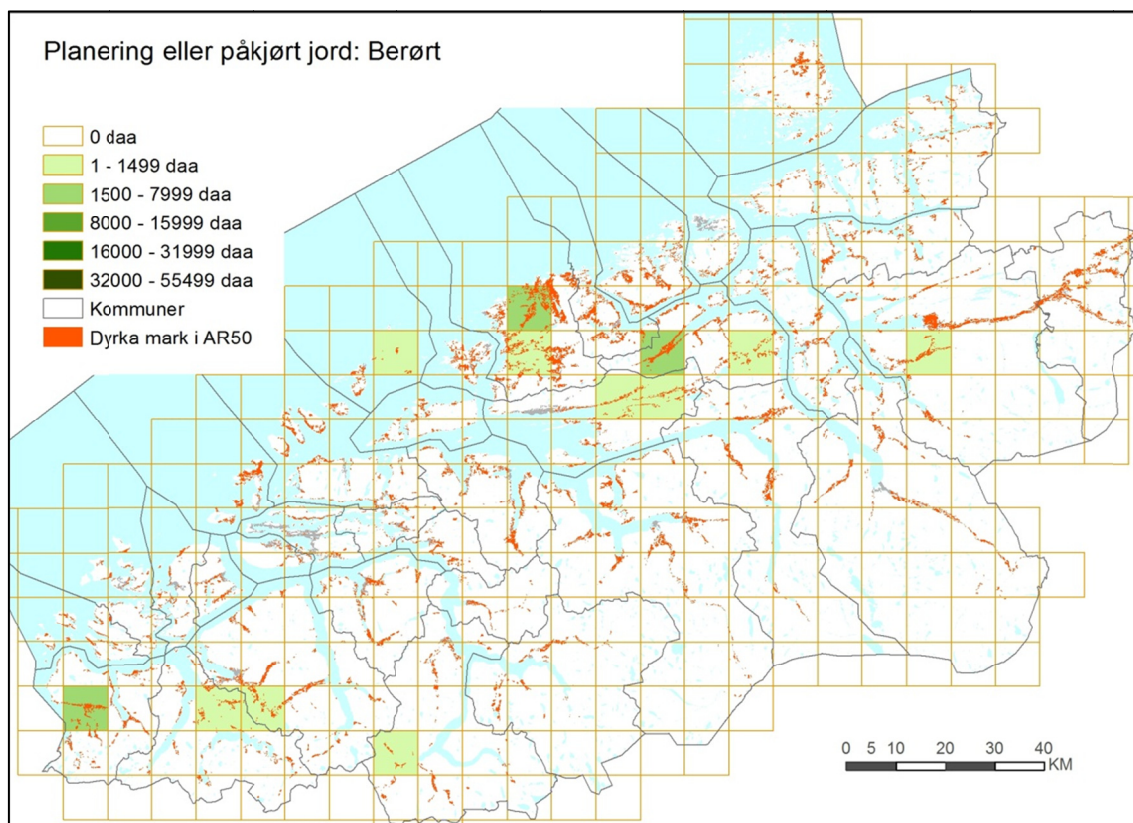 Planering eller påkjørt jord: Berørt
0 daa
1 - 1499 daa
1500 - 7999 daa
8000 - 15999 daa
16000 - 31999 daa
32000 - 55499 daa
Kommuner
Dyrka mark i AR50
0 5 10 20 30 40
KM